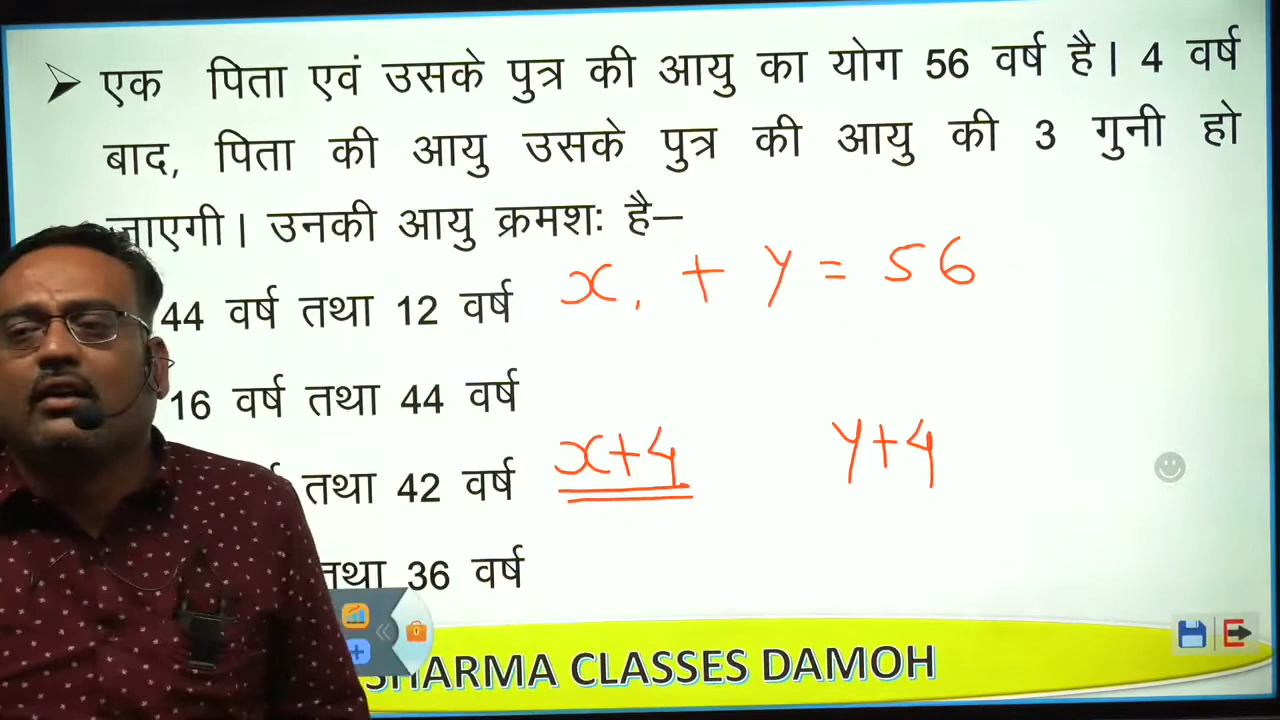 एक पिता एवं उसके पुत्र की आयु का योग 56 वर्ष है। 4 वर्ष
बाद, पिता की आयु उसके पुत्र की आयु की 3 गुनी हो
जाएगी। उनकी आयु क्रमशः है–
x, + y = 56
44 वर्ष तथा 12 वर्ष
16 वर्ष तथा 44 वर्ष
x+4 y+4
तथा 42 वर्ष
तथा 36 वर्ष
SHARMA CLASSES DAMOH